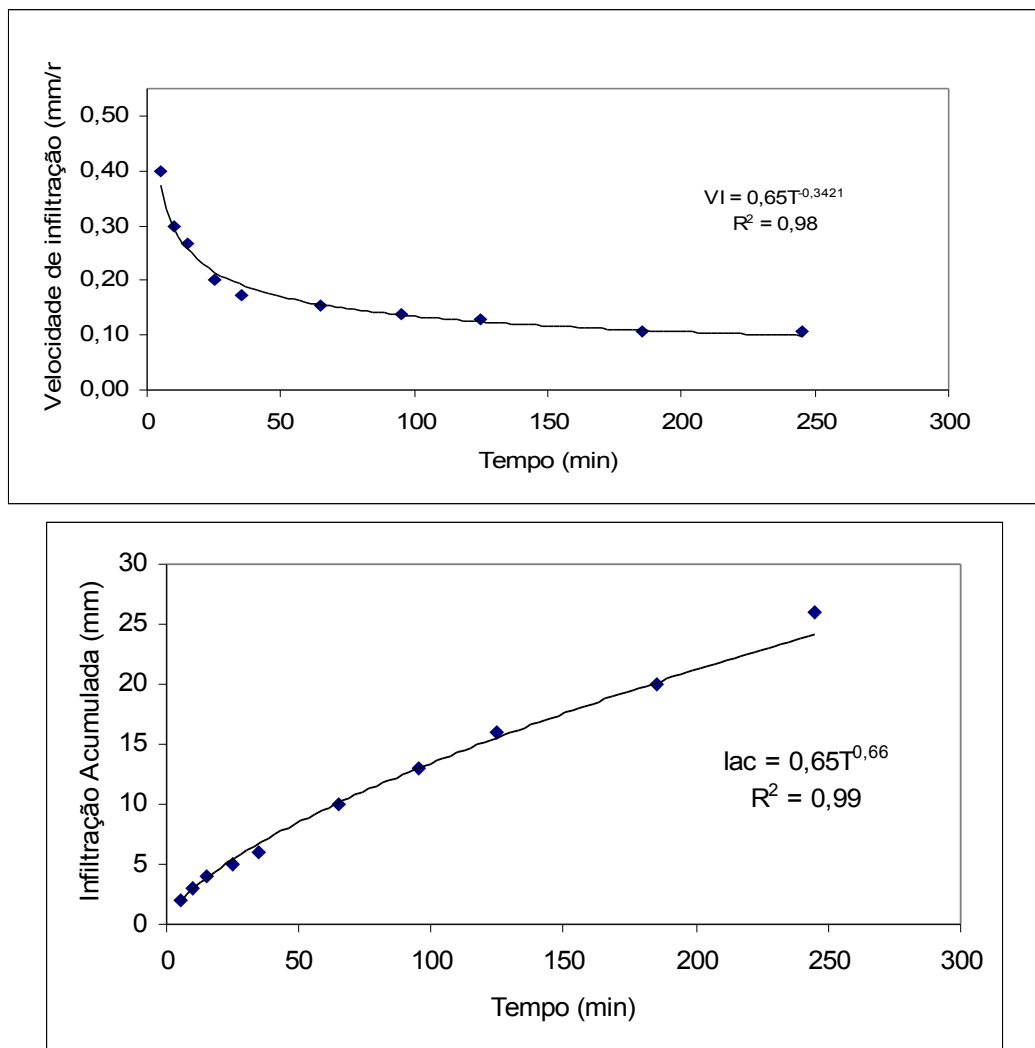 Velocidade de infiltração (mm/r
0,50
0,40
0,30
0,20
0,10
0,00
VI = 0,65T^-0,3421
R² = 0,98
0 50 100 150 200 250 300
Tempo (min)
Infiltração Acumulada (mm)
30
25
20
15
10
5
0
Iac = 0,65T^0,66
R² = 0,99
0 50 100 150 200 250 300
Tempo (min)